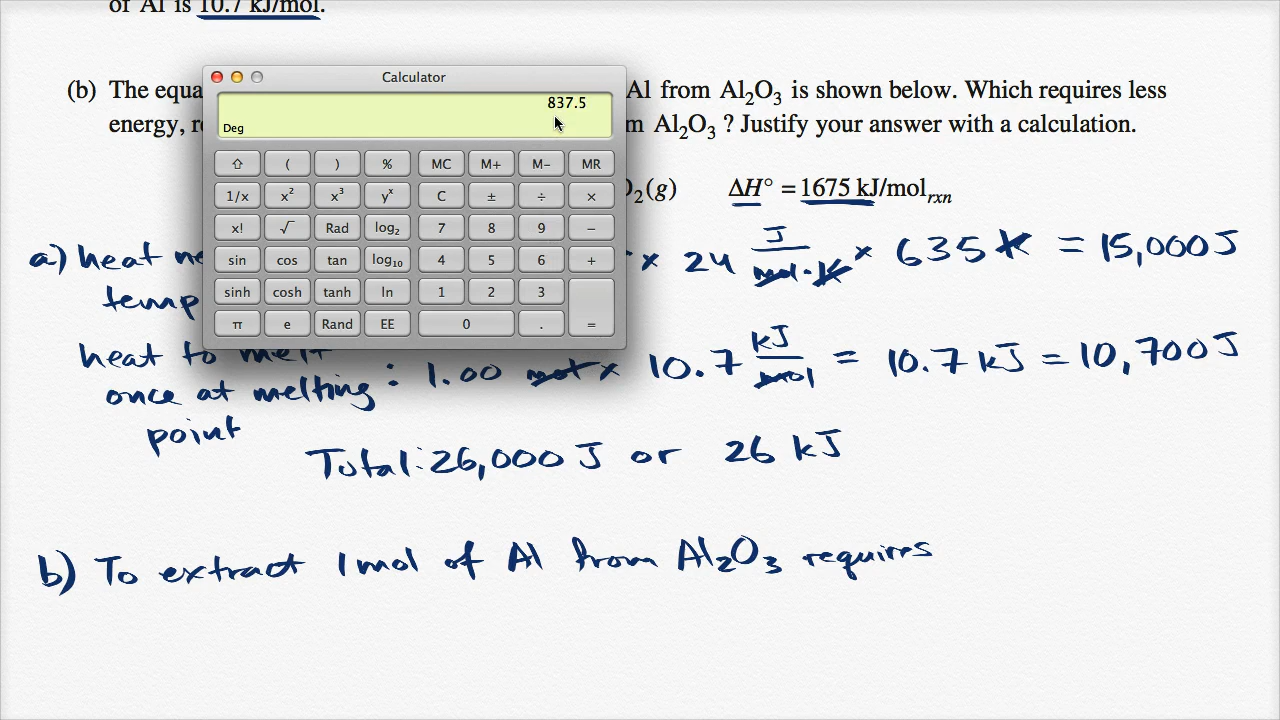 of Al is 10.7 kJ/mol.
(b) The equa Al from Al₂O₃ is shown below. Which requires less
energy, r m Al₂O₃ ? Justify your answer with a calculation.
O₂(g) ΔH° = 1675 kJ/molᵣₓₙ
Calculator
837.5
Deg
⇧ ( ) % MC M+ M− MR
1/x x² x³ yˣ C ± ÷ ×
x! √ Rad log₂ 7 8 9 −
sin cos tan log₁₀ 4 5 6 +
sinh cosh tanh ln 1 2 3
π e Rand EE 0 . =
a) heat ne × 24 J/mol·K × 635 K = 15,000 J
temp
heat to melt
once at melting : 1.00 mol × 10.7 kJ/mol = 10.7 kJ = 10,700 J
point
Total: 26,000 J or 26 kJ
b) To extract 1 mol of Al from Al₂O₃ requires